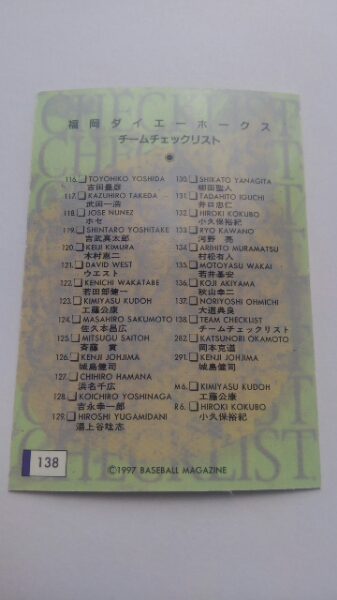 CHECKLIST
福岡ダイエーホークス
チームチェックリスト
116. TOYOHIKO YOSHIDA
吉田豊彦
117. KAZUHIRO TAKEDA
武田一浩
118. JOSE NUNEZ
ホセ
119. SHINTARO YOSHITAKE
吉武真太郎
120. KEIJI KIMURA
木村恵二
121. DAVID WEST
ウエスト
122. KENICHI WAKATABE
若田部健一
123. KIMIYASU KUDOH
工藤公康
124. MASAHIRO SAKUMOTO
佐久本昌広
125. MITSUGU SAITOH
斉藤 貢
126. KENJI JOHJIMA
城島健司
127. CHIHIRO HAMANA
浜名千広
128. KOICHIRO YOSHINAGA
吉永幸一郎
129. HIROSHI YUGAMIDANI
湯上谷竑志
130. SHIKATO YANAGITA
柳田聖人
131. TADAHITO IGUCHI
井口忠仁
132. HIROKI KOKUBO
小久保裕紀
133. RYO KAWANO
河野 亮
134. ARIHITO MURAMATSU
村松有人
135. MOTOYASU WAKAI
若井基安
136. KOJI AKIYAMA
秋山幸二
137. NORIYOSHI OHMICHI
大道典良
138. TEAM CHECKLIST
チームチェックリスト
282. KATSUNORI OKAMOTO
岡本克道
291. KENJI JOHJIMA
城島健司
M6. KIMIYASU KUDOH
工藤公康
R6. HIROKI KOKUBO
小久保裕紀
CHECKLIST
138
©1997 BASEBALL MAGAZINE